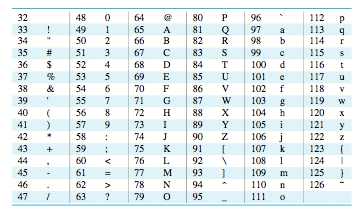 32 48 0 64 @ 80 P 96 ` 112 p
33 ! 49 1 65 A 81 Q 97 a 113 q
34 " 50 2 66 B 82 R 98 b 114 r
35 # 51 3 67 C 83 S 99 c 115 s
36 $ 52 4 68 D 84 T 100 d 116 t
37 % 53 5 69 E 85 U 101 e 117 u
38 & 54 6 70 F 86 V 102 f 118 v
39 ' 55 7 71 G 87 W 103 g 119 w
40 ( 56 8 72 H 88 X 104 h 120 x
41 ) 57 9 73 I 89 Y 105 i 121 y
42 * 58 : 74 J 90 Z 106 j 122 z
43 + 59 ; 75 K 91 [ 107 k 123 {
44 , 60 < 76 L 92 \ 108 l 124 |
45 - 61 = 77 M 93 ] 109 m 125 }
46 . 62 > 78 N 94 ^ 110 n 126 ~
47 / 63 ? 79 O 95 _ 111 o